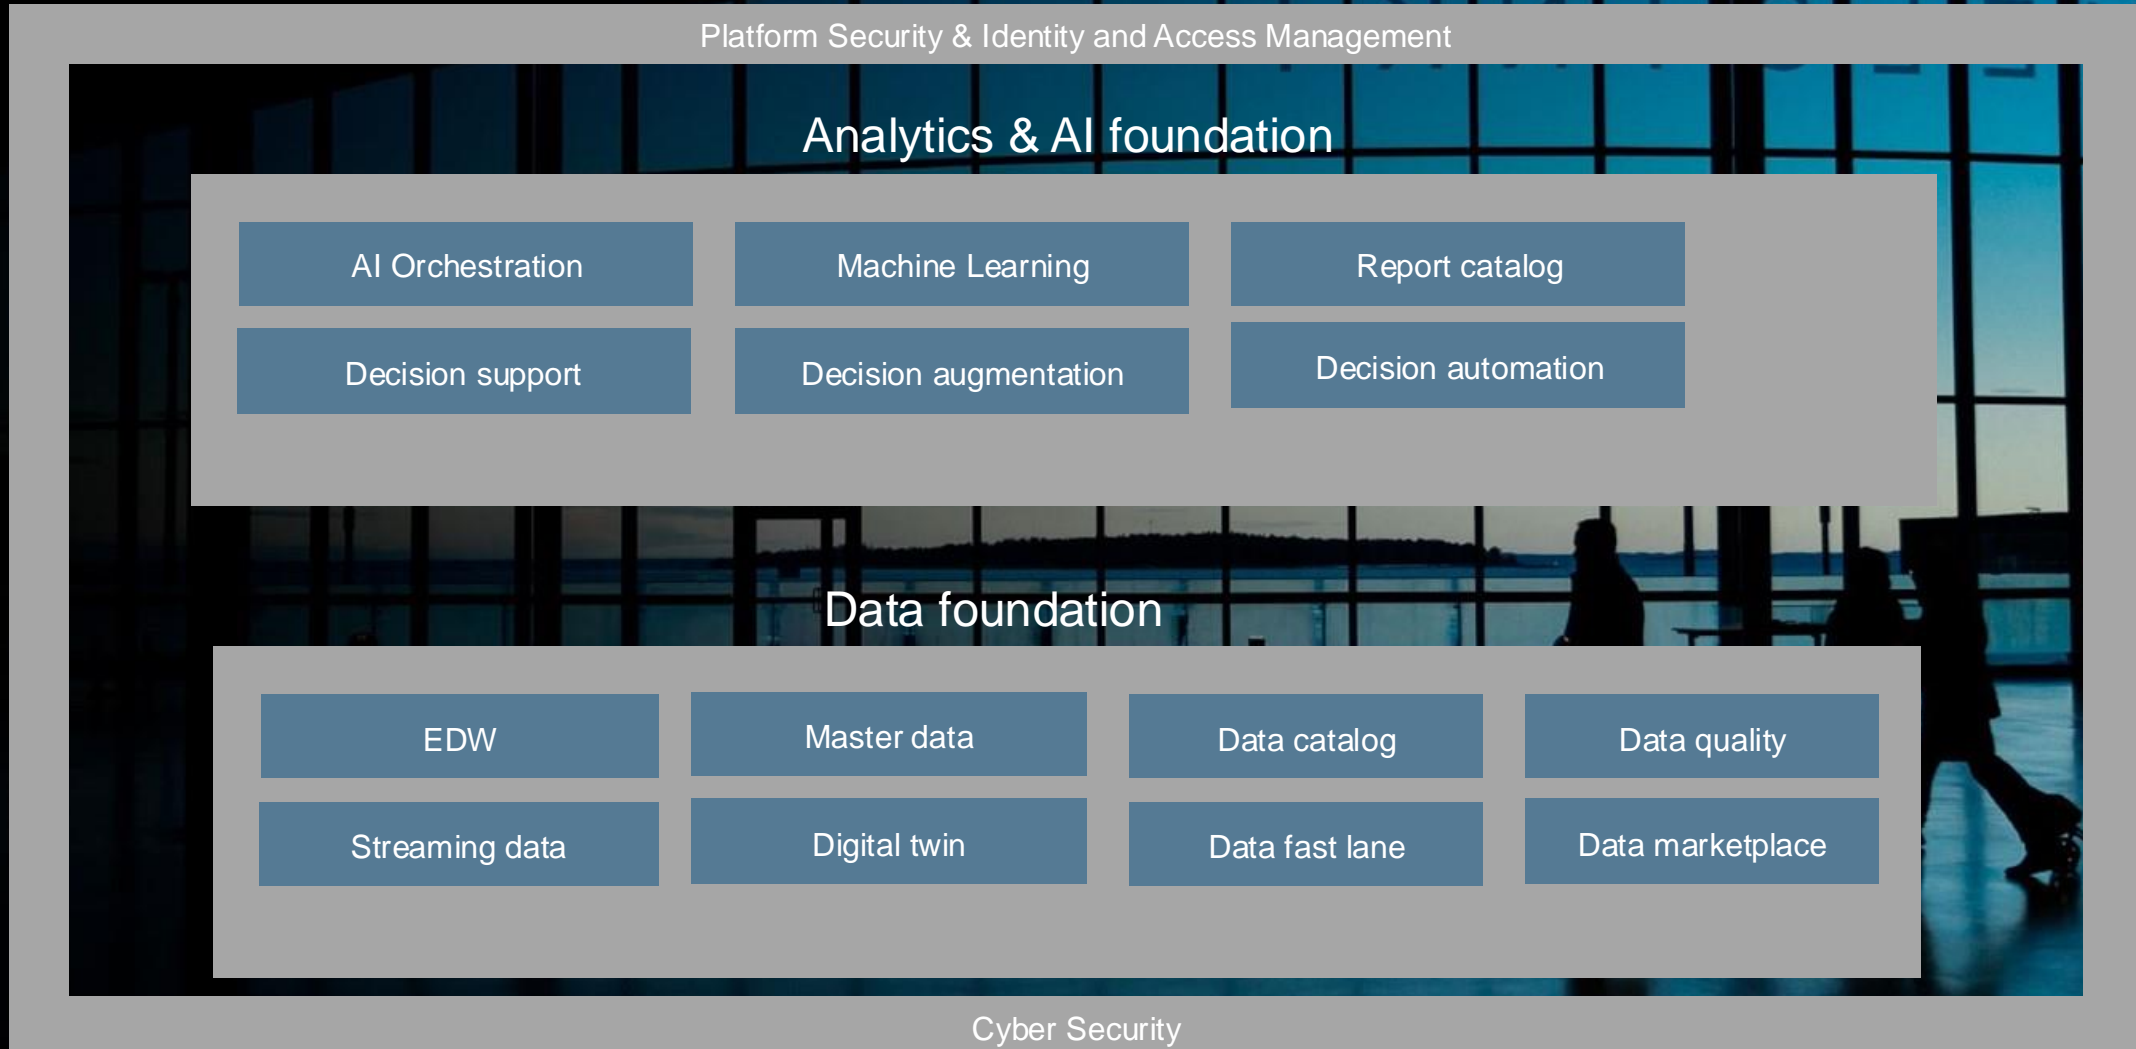 Platform Security & Identity and Access Management
Analytics & AI foundation
AI Orchestration
Machine Learning
Report catalog
Decision support
Decision augmentation
Decision automation
Data foundation
EDW
Master data
Data catalog
Data quality
Streaming data
Digital twin
Data fast lane
Data marketplace
Cyber Security